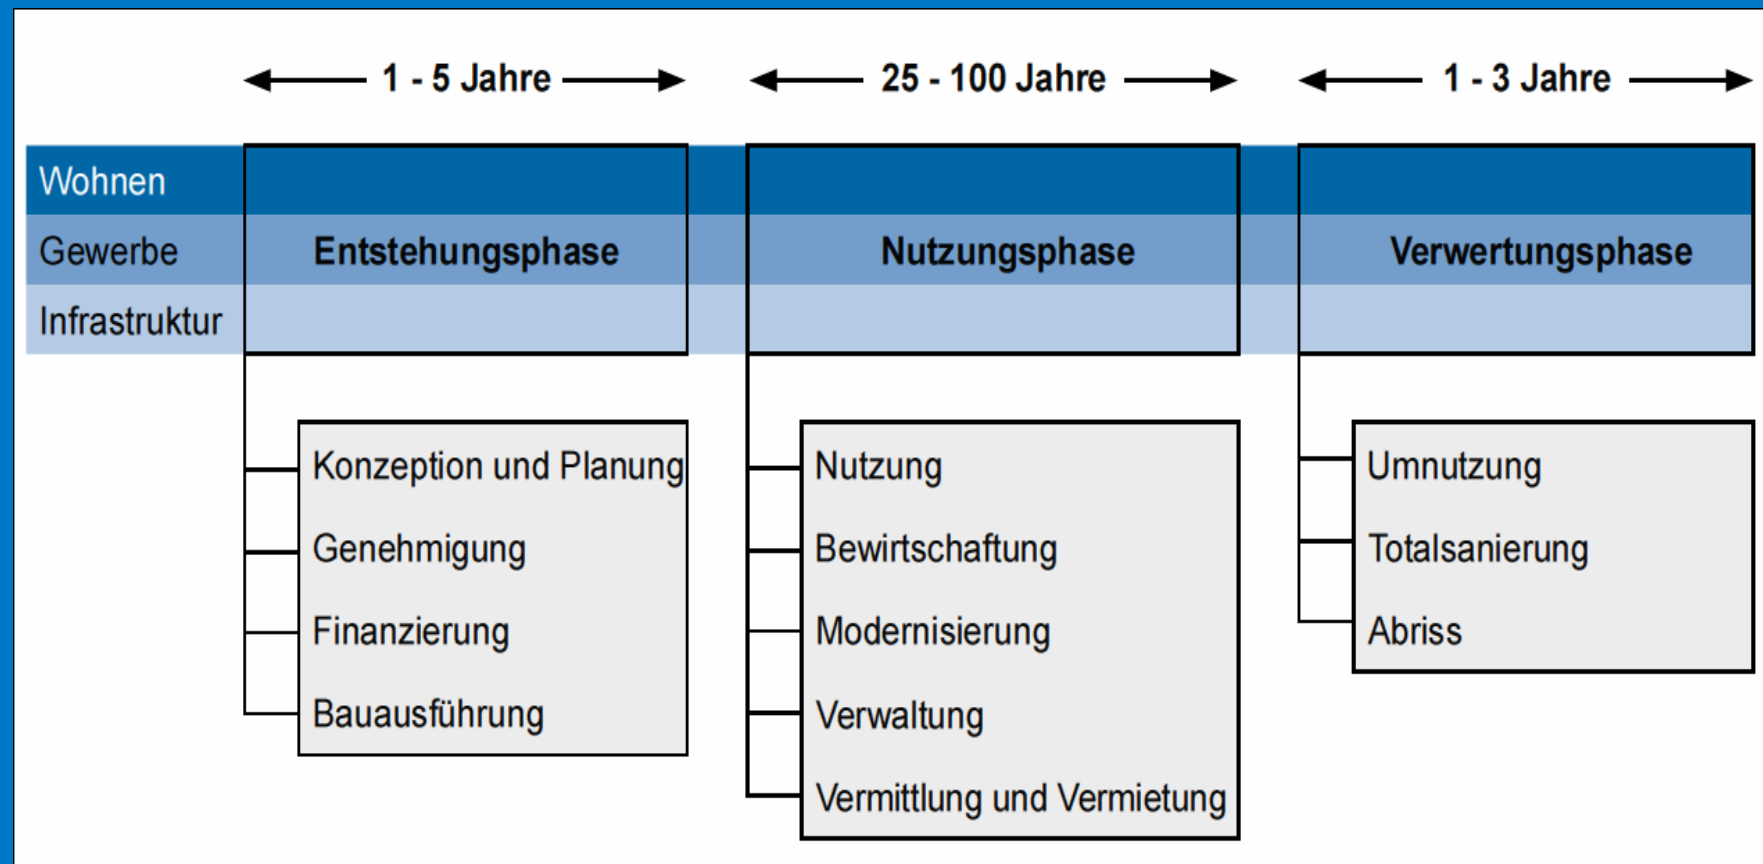 1 - 5 Jahre
25 - 100 Jahre
1 - 3 Jahre
Wohnen
Gewerbe
Infrastruktur
Entstehungsphase
Nutzungsphase
Verwertungsphase
Konzeption und Planung
Genehmigung
Finanzierung
Bauausführung
Nutzung
Bewirtschaftung
Modernisierung
Verwaltung
Vermittlung und Vermietung
Umnutzung
Totalsanierung
Abriss